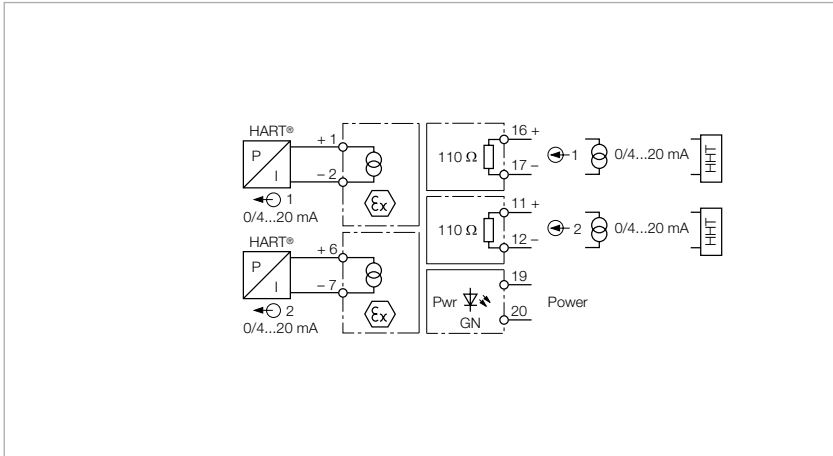 HART®
P
I
+ 1
– 2
1
0/4...20 mA
Ex
HART®
P
I
+ 6
– 7
2
0/4...20 mA
Ex
110 Ω
16 +
17 –
1
0/4...20 mA
HHT
110 Ω
11 +
12 –
2
0/4...20 mA
HHT
Pwr
GN
19
20
Power